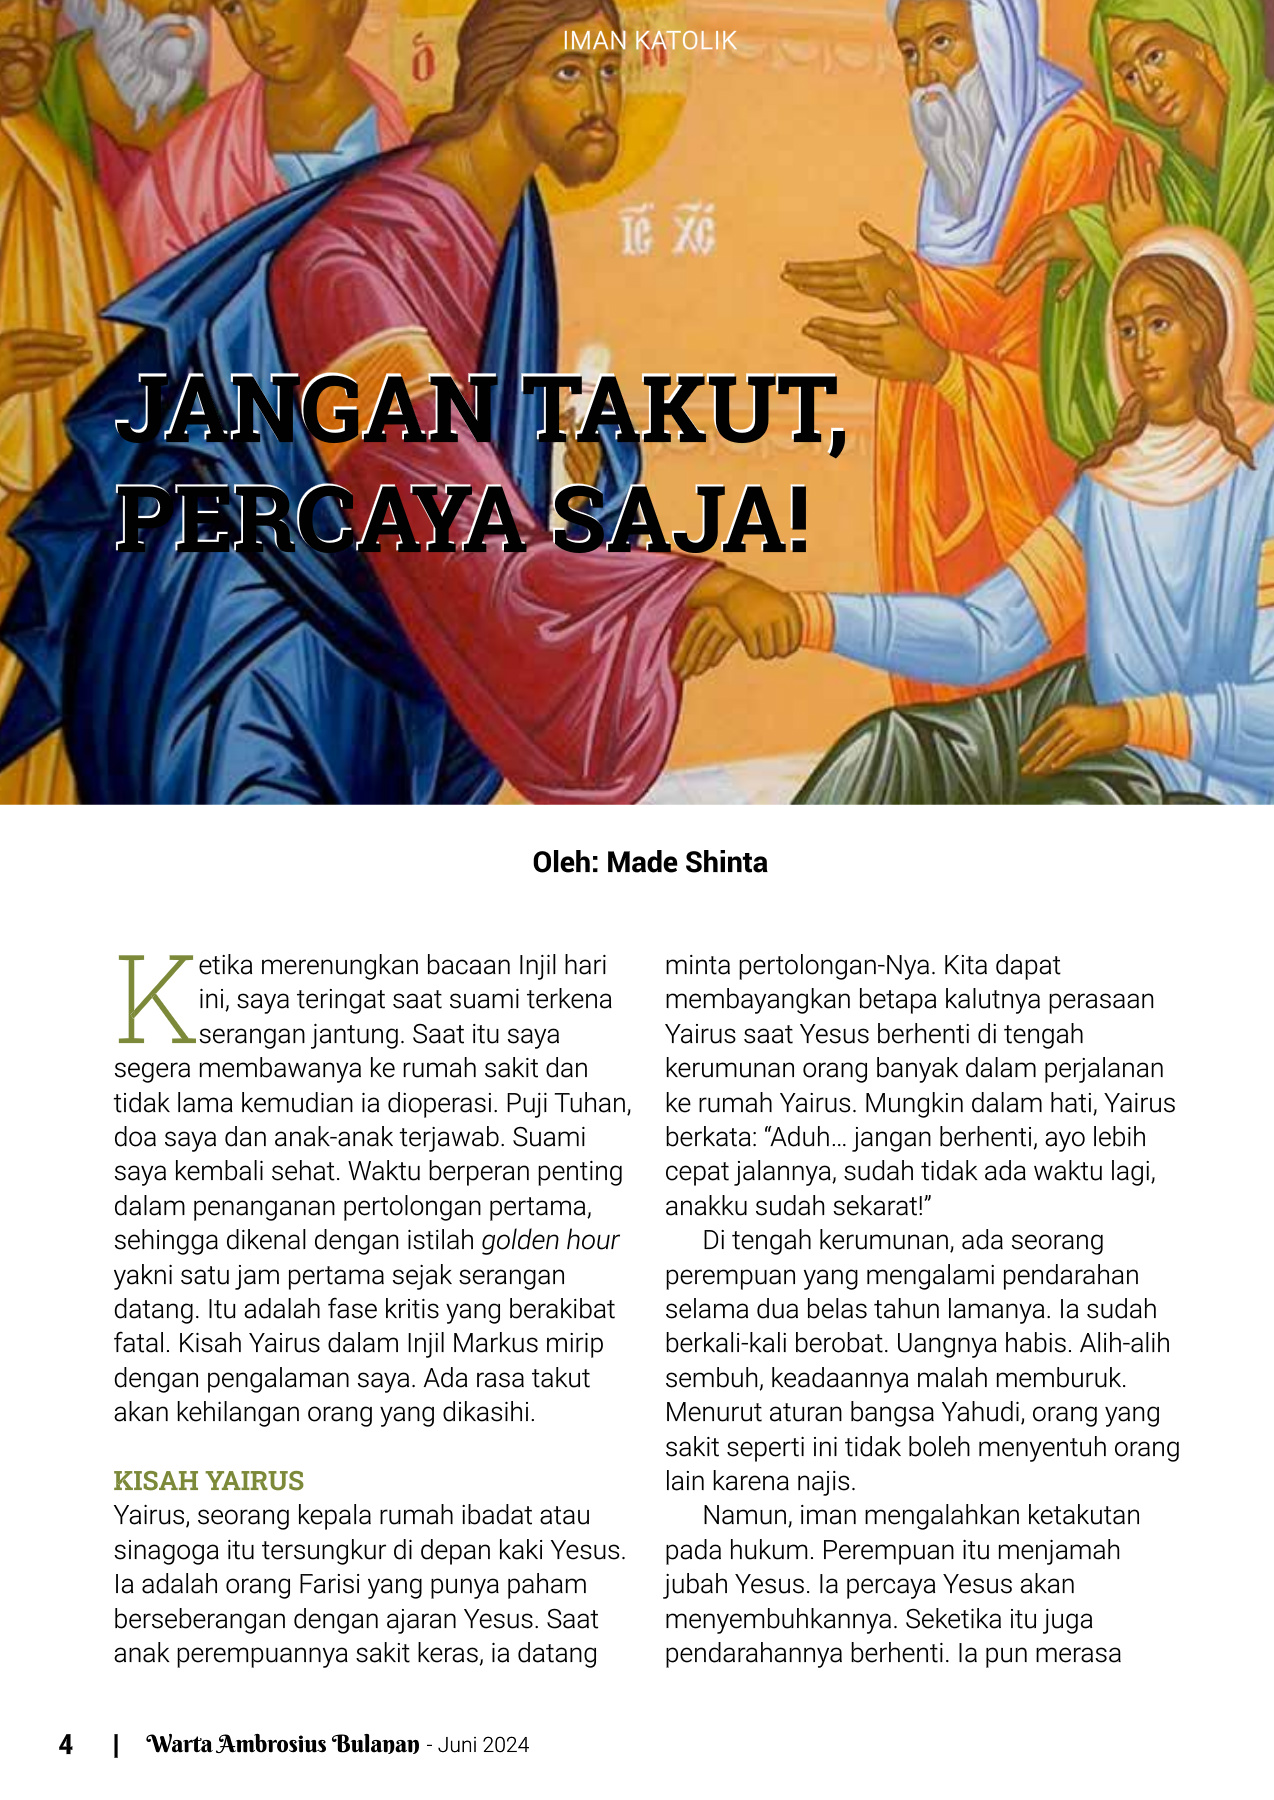 IMAN KATOLIK
IC XC
JANGAN TAKUT,
PERCAYA SAJA!
Oleh: Made Shinta
Ketika merenungkan bacaan Injil hari
ini, saya teringat saat suami terkena
serangan jantung. Saat itu saya
segera membawanya ke rumah sakit dan
tidak lama kemudian ia dioperasi. Puji Tuhan,
doa saya dan anak-anak terjawab. Suami
saya kembali sehat. Waktu berperan penting
dalam penanganan pertolongan pertama,
sehingga dikenal dengan istilah golden hour
yakni satu jam pertama sejak serangan
datang. Itu adalah fase kritis yang berakibat
fatal. Kisah Yairus dalam Injil Markus mirip
dengan pengalaman saya. Ada rasa takut
akan kehilangan orang yang dikasihi.
KISAH YAIRUS
Yairus, seorang kepala rumah ibadat atau
sinagoga itu tersungkur di depan kaki Yesus.
Ia adalah orang Farisi yang punya paham
berseberangan dengan ajaran Yesus. Saat
anak perempuannya sakit keras, ia datang
minta pertolongan-Nya. Kita dapat
membayangkan betapa kalutnya perasaan
Yairus saat Yesus berhenti di tengah
kerumunan orang banyak dalam perjalanan
ke rumah Yairus. Mungkin dalam hati, Yairus
berkata: “Aduh... jangan berhenti, ayo lebih
cepat jalannya, sudah tidak ada waktu lagi,
anakku sudah sekarat!”
Di tengah kerumunan, ada seorang
perempuan yang mengalami pendarahan
selama dua belas tahun lamanya. Ia sudah
berkali-kali berobat. Uangnya habis. Alih-alih
sembuh, keadaannya malah memburuk.
Menurut aturan bangsa Yahudi, orang yang
sakit seperti ini tidak boleh menyentuh orang
lain karena najis.
Namun, iman mengalahkan ketakutan
pada hukum. Perempuan itu menjamah
jubah Yesus. Ia percaya Yesus akan
menyembuhkannya. Seketika itu juga
pendarahannya berhenti. Ia pun merasa
4 | Warta Ambrosius Bulanan - Juni 2024